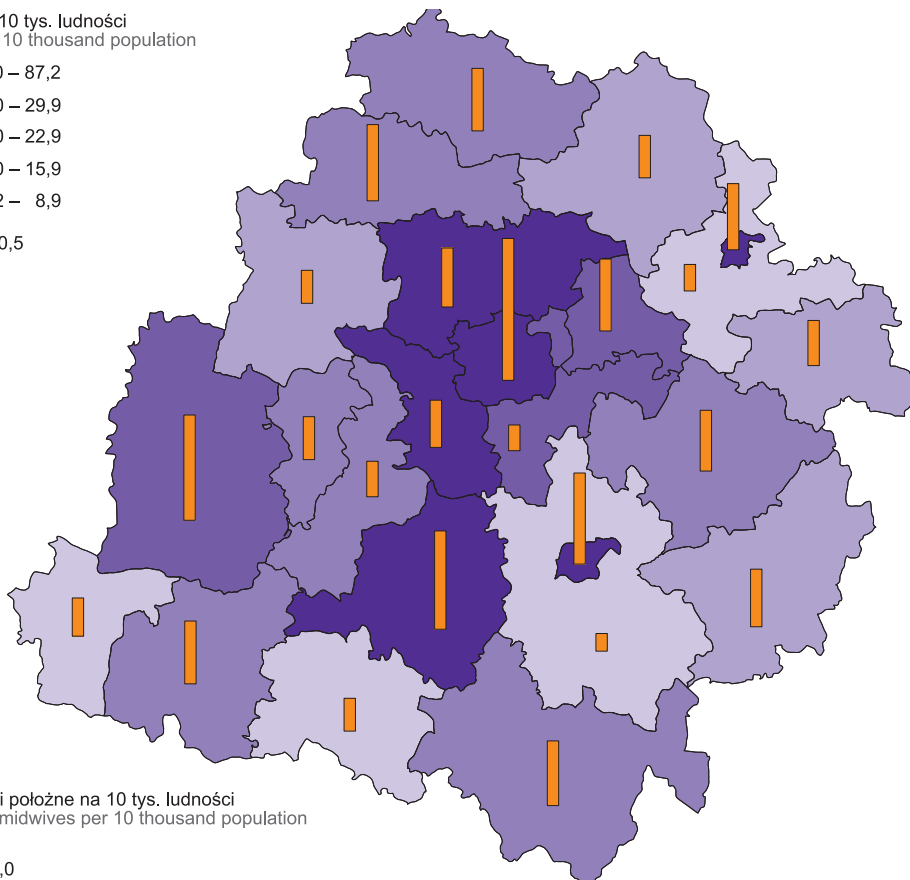 10 tys. ludności
10 thousand population
0 – 87,2
0 – 29,9
0 – 22,9
0 – 15,9
2 – 8,9
0,5
i położne na 10 tys. ludności
midwives per 10 thousand population
,0